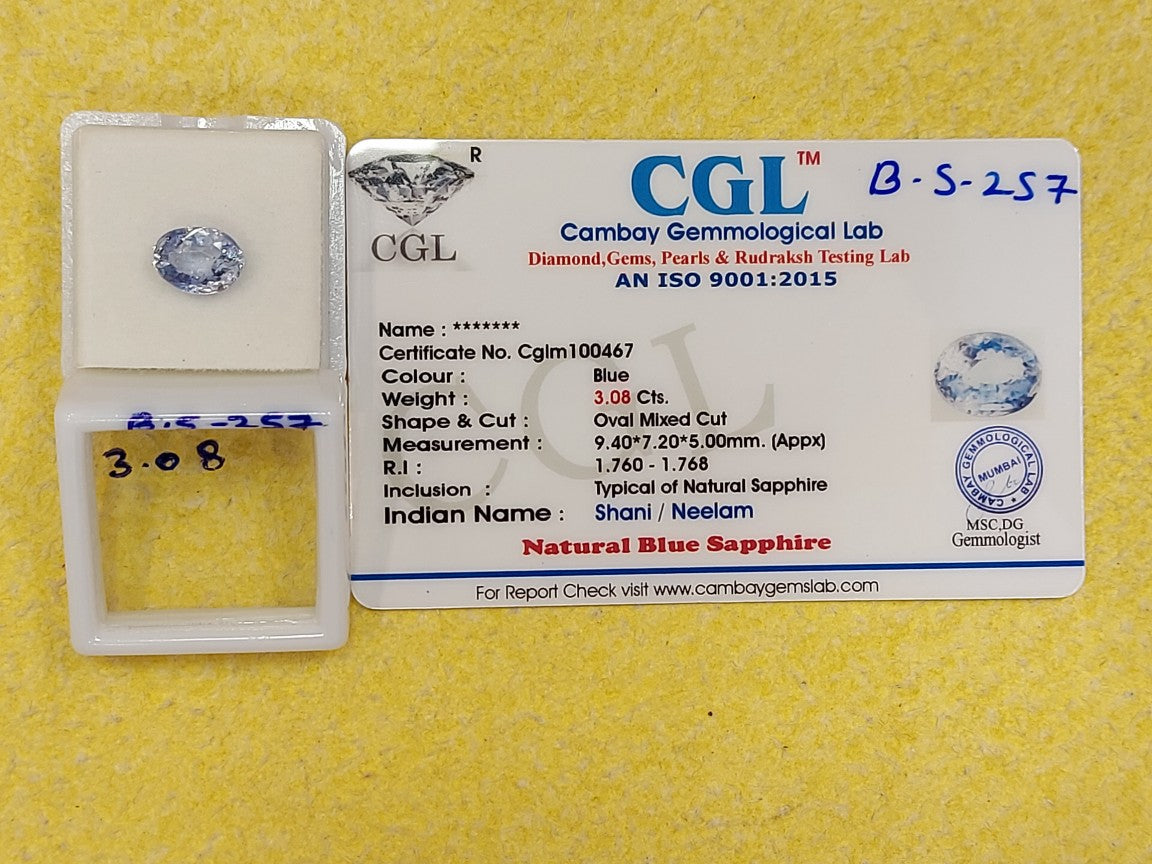 B.S-257
3.08
R
CGL
CGL™
B-S-257
Cambay Gemmological Lab
Diamond,Gems, Pearls & Rudraksh Testing Lab
AN ISO 9001:2015
Name : *******
Certificate No. Cglm100467
Colour : Blue
Weight : 3.08 Cts.
Shape & Cut : Oval Mixed Cut
Measurement : 9.40*7.20*5.00mm. (Appx)
R.I : 1.760 - 1.768
Inclusion : Typical of Natural Sapphire
Indian Name : Shani / Neelam
Natural Blue Sapphire
CAMBAY GEMMOLOGICAL LAB
MUMBAI
MSC,DG
Gemmologist
For Report Check visit www.cambaygemslab.com
CGL